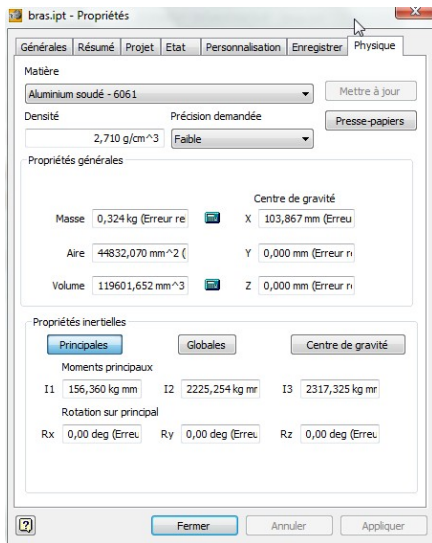 bras.ipt - Propriétés
Générales Résumé Projet Etat Personnalisation Enregistrer Physique
Matière
Aluminium soudé - 6061 Mettre à jour
Densité Précision demandée Presse-papiers
2,710 g/cm^3 Faible
Propriétés générales
Centre de gravité
Masse 0,324 kg (Erreur re X 103,867 mm (Erreu
Aire 44832,070 mm^2 ( Y 0,000 mm (Erreur r
Volume 119601,652 mm^3 Z 0,000 mm (Erreur r
Propriétés inertielles
Principales Globales Centre de gravité
Moments principaux
I1 156,360 kg mm I2 2225,254 kg mr I3 2317,325 kg mr
Rotation sur principal
Rx 0,00 deg (Erreu Ry 0,00 deg (Erreu Rz 0,00 deg (Erreu
Fermer Annuler Appliquer